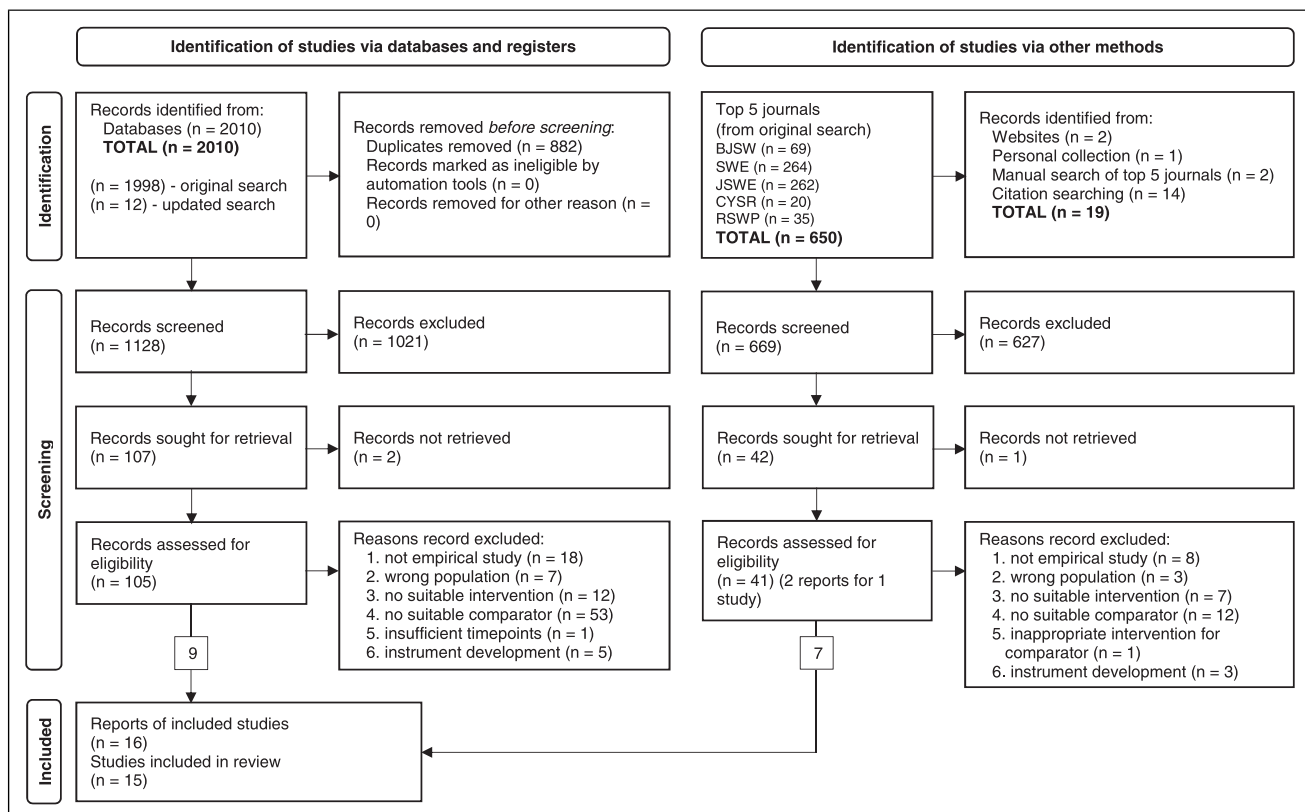 Identification of studies via databases and registers
Identification of studies via other methods
Identification
Records identified from:
Databases (n = 2010)
TOTAL (n = 2010)
(n = 1998) - original search
(n = 12) - updated search
Records removed before screening:
Duplicates removed (n = 882)
Records marked as ineligible by
automation tools (n = 0)
Records removed for other reason (n =
0)
Top 5 journals
(from original search)
BJSW (n = 69)
SWE (n = 264)
JSWE (n = 262)
CYSR (n = 20)
RSWP (n = 35)
TOTAL (n = 650)
Records identified from:
Websites (n = 2)
Personal collection (n = 1)
Manual search of top 5 journals (n = 2)
Citation searching (n = 14)
TOTAL (n = 19)
Screening
Records screened
(n = 1128)
Records excluded
(n = 1021)
Records screened
(n = 669)
Records excluded
(n = 627)
Records sought for retrieval
(n = 107)
Records not retrieved
(n = 2)
Records sought for retrieval
(n = 42)
Records not retrieved
(n = 1)
Records assessed for
eligibility
(n = 105)
Reasons record excluded:
1. not empirical study (n = 18)
2. wrong population (n = 7)
3. no suitable intervention (n = 12)
4. no suitable comparator (n = 53)
5. insufficient timepoints (n = 1)
6. instrument development (n = 5)
Records assessed for
eligibility
(n = 41) (2 reports for 1
study)
Reasons record excluded:
1. not empirical study (n = 8)
2. wrong population (n = 3)
3. no suitable intervention (n = 7)
4. no suitable comparator (n = 12)
5. inappropriate intervention for
comparator (n = 1)
6. instrument development (n = 3)
9
7
Included
Reports of included studies
(n = 16)
Studies included in review
(n = 15)